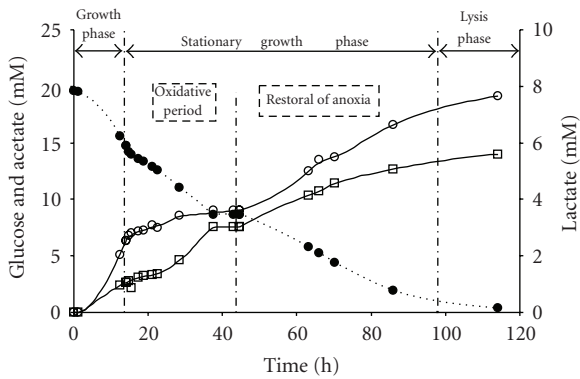 Growth
phase
Stationary growth phase
Lysis
phase
Oxidative
period
Restoral of anoxia
Glucose and acetate (mM)
25
20
15
10
5
0
Lactate (mM)
10
8
6
4
2
0
0 20 40 60 80 100 120
Time (h)